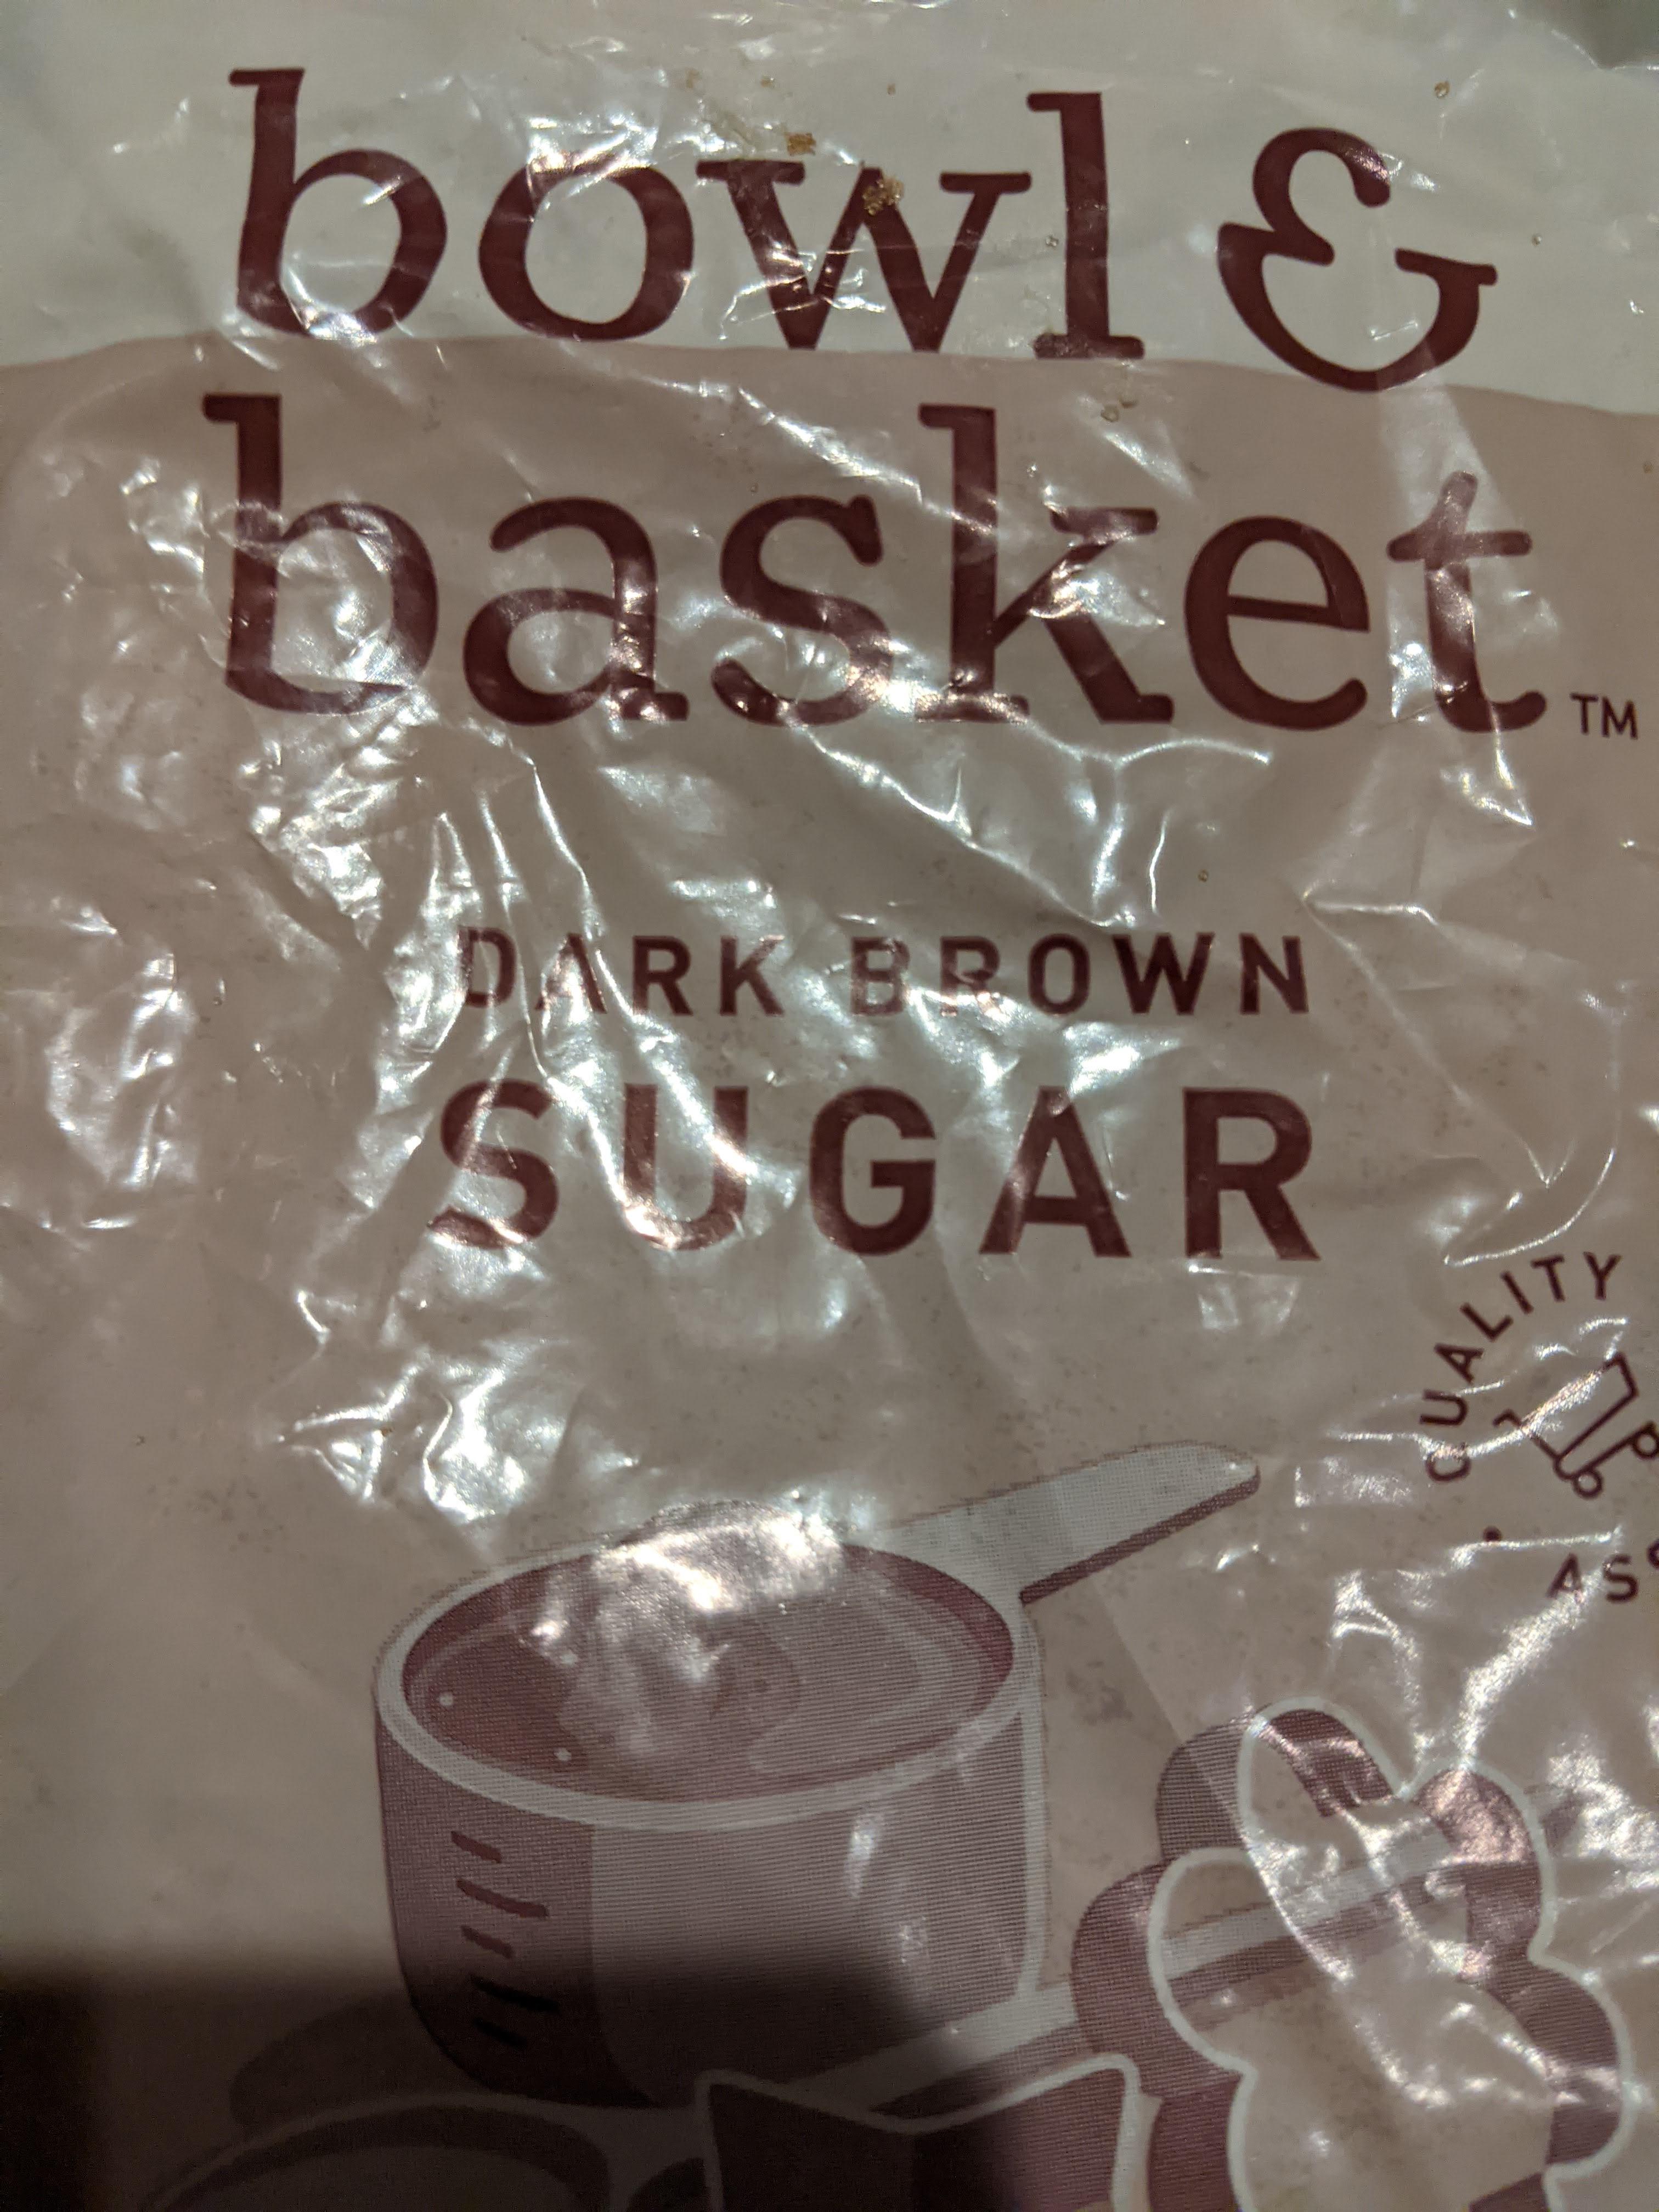 bowl &
basket™
DARK BROWN
SUGAR
QUALITY